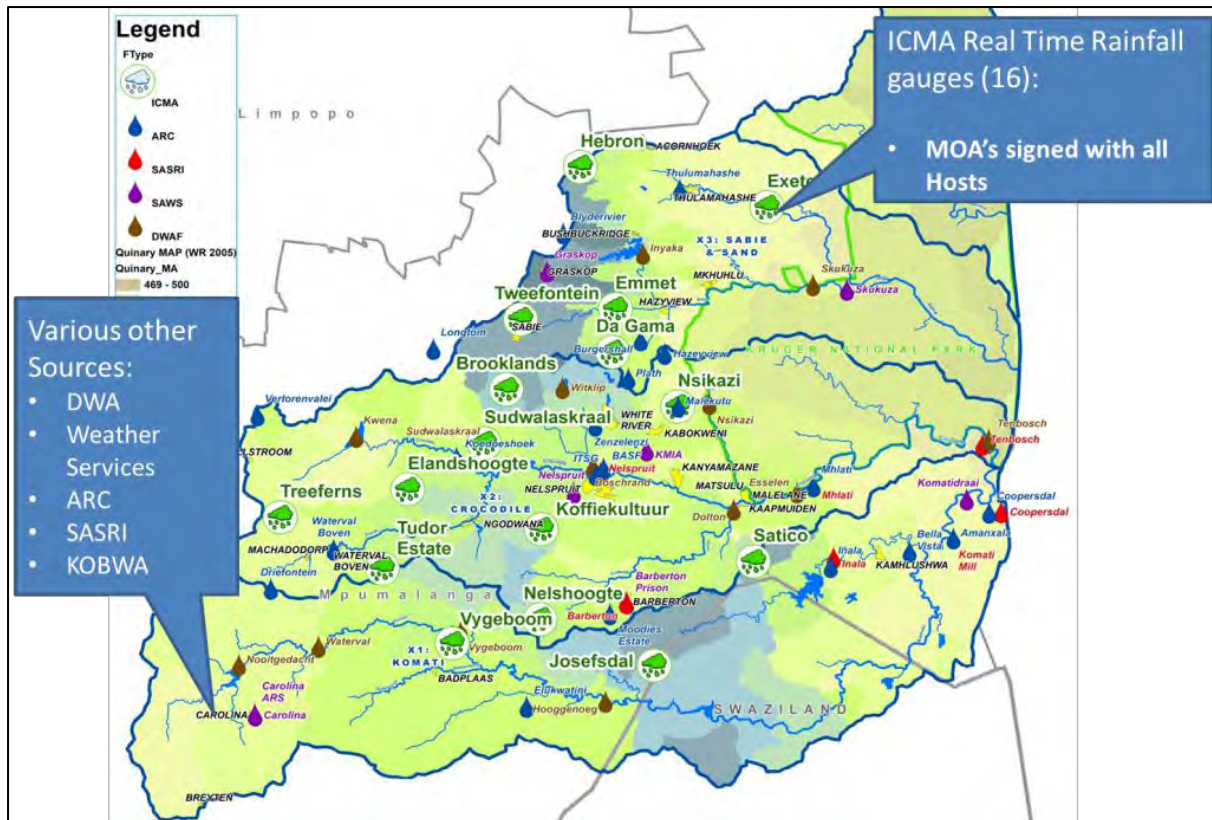 Legend
FType
ICMA
ARC
SASRI
SAWS
DWAF
Quinary MAP (WR 2005)
Quinary_MA
469 - 500
ICMA Real Time Rainfall
gauges (16):
• MOA's signed with all
Hosts
Various other
Sources:
• DWA
• Weather
Services
• ARC
• SASRI
• KOBWA
Limpopo
Hebron
ACORNHOEK
Thulumahashe
THULAMAHASHE
Exete
Blyderivier
BUSHBUCKRIDGE
Inyaka
X3: SABIE
& SAND
Graskop
GRASKOP
MKHUHLU
Skukuza
Skukuza
Emmet
Tweefontein
HAZYVIEW
SABIE
Da Gama
Longtom
Burgershall
Hazeyview
KRUGER NATIONAL PARK
Brooklands
Plath
Witklip
Nsikazi
Malekutu
Nsikazi
Verlorenvalei
Kwena
Sudwalaskraal
Sudwalaskraal
WHITE
RIVER
KABOKWENI
Koedoeshoek
Zenzelenzi
BASF
KMIA
ELSTROOM
Tenbosch
Tenbosch
Elandshoogte
ITSG
Nelspruit
Nelspruit
Boschrand
NELSPRUIT
KANYAMAZANE
MATSULU
Esselen
MALELANE
KAAPMUIDEN
Mhlati
Mhlati
Komatidraai
Coopersdal
Coopersdal
Treeferns
X2:
CROCODILE
Koffiekultuur
NGODWANA
Dolton
Waterval
Boven
Tudor
Estate
MACHADODORP
WATERVAL
BOVEN
Satico
Bella
Vista
Amanxala
Komati
Mill
Inala
KAMHLUSHWA
Driefontein
Mpumalanga
Nelshoogte
Barberton
Prison
BARBERTON
Barberton
Moodies
Estate
Vygeboom
Vygeboom
Waterval
Nooitgedacht
X1:
KOMATI
BADPLAAS
Josefsdal
Carolina
ARS
CAROLINA
Carolina
Hooggenoeg
SWAZILAND
BREYTEN